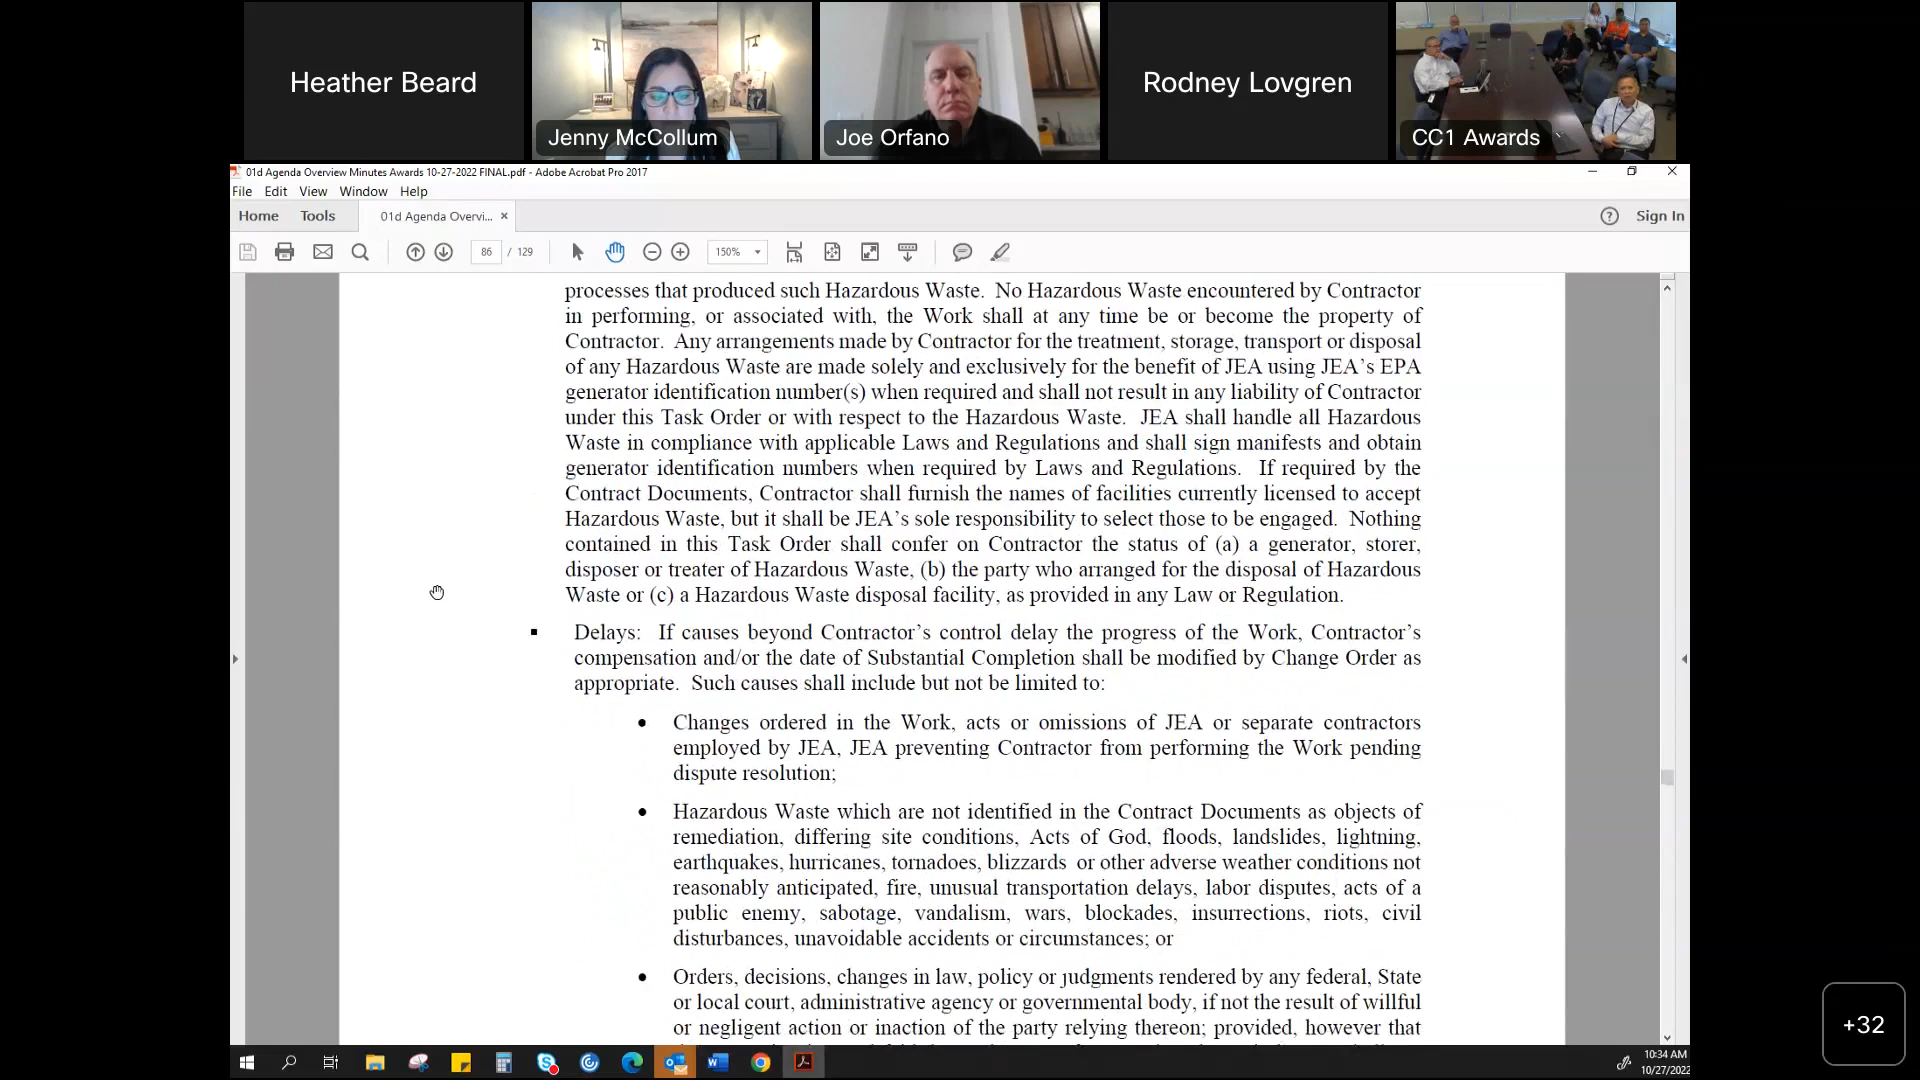 Heather Beard
Jenny McCollum
Joe Orfano
Rodney Lovgren
CC1 Awards
01d Agenda Overview Minutes Awards 10-27-2022 FINAL.pdf - Adobe Acrobat Pro 2017
File Edit View Window Help
Home Tools 01d Agenda Overvi... × Sign In
86 / 129 150%
processes that produced such Hazardous Waste. No Hazardous Waste encountered by Contractor
in performing, or associated with, the Work shall at any time be or become the property of
Contractor. Any arrangements made by Contractor for the treatment, storage, transport or disposal
of any Hazardous Waste are made solely and exclusively for the benefit of JEA using JEA's EPA
generator identification number(s) when required and shall not result in any liability of Contractor
under this Task Order or with respect to the Hazardous Waste. JEA shall handle all Hazardous
Waste in compliance with applicable Laws and Regulations and shall sign manifests and obtain
generator identification numbers when required by Laws and Regulations. If required by the
Contract Documents, Contractor shall furnish the names of facilities currently licensed to accept
Hazardous Waste, but it shall be JEA's sole responsibility to select those to be engaged. Nothing
contained in this Task Order shall confer on Contractor the status of (a) a generator, storer,
disposer or treater of Hazardous Waste, (b) the party who arranged for the disposal of Hazardous
Waste or (c) a Hazardous Waste disposal facility, as provided in any Law or Regulation.
▪ Delays: If causes beyond Contractor's control delay the progress of the Work, Contractor's
compensation and/or the date of Substantial Completion shall be modified by Change Order as
appropriate. Such causes shall include but not be limited to:
• Changes ordered in the Work, acts or omissions of JEA or separate contractors
employed by JEA, JEA preventing Contractor from performing the Work pending
dispute resolution;
• Hazardous Waste which are not identified in the Contract Documents as objects of
remediation, differing site conditions, Acts of God, floods, landslides, lightning,
earthquakes, hurricanes, tornadoes, blizzards or other adverse weather conditions not
reasonably anticipated, fire, unusual transportation delays, labor disputes, acts of a
public enemy, sabotage, vandalism, wars, blockades, insurrections, riots, civil
disturbances, unavoidable accidents or circumstances; or
• Orders, decisions, changes in law, policy or judgments rendered by any federal, State
or local court, administrative agency or governmental body, if not the result of willful
or negligent action or inaction of the party relying thereon; provided, however that
+32
10:34 AM
10/27/2022